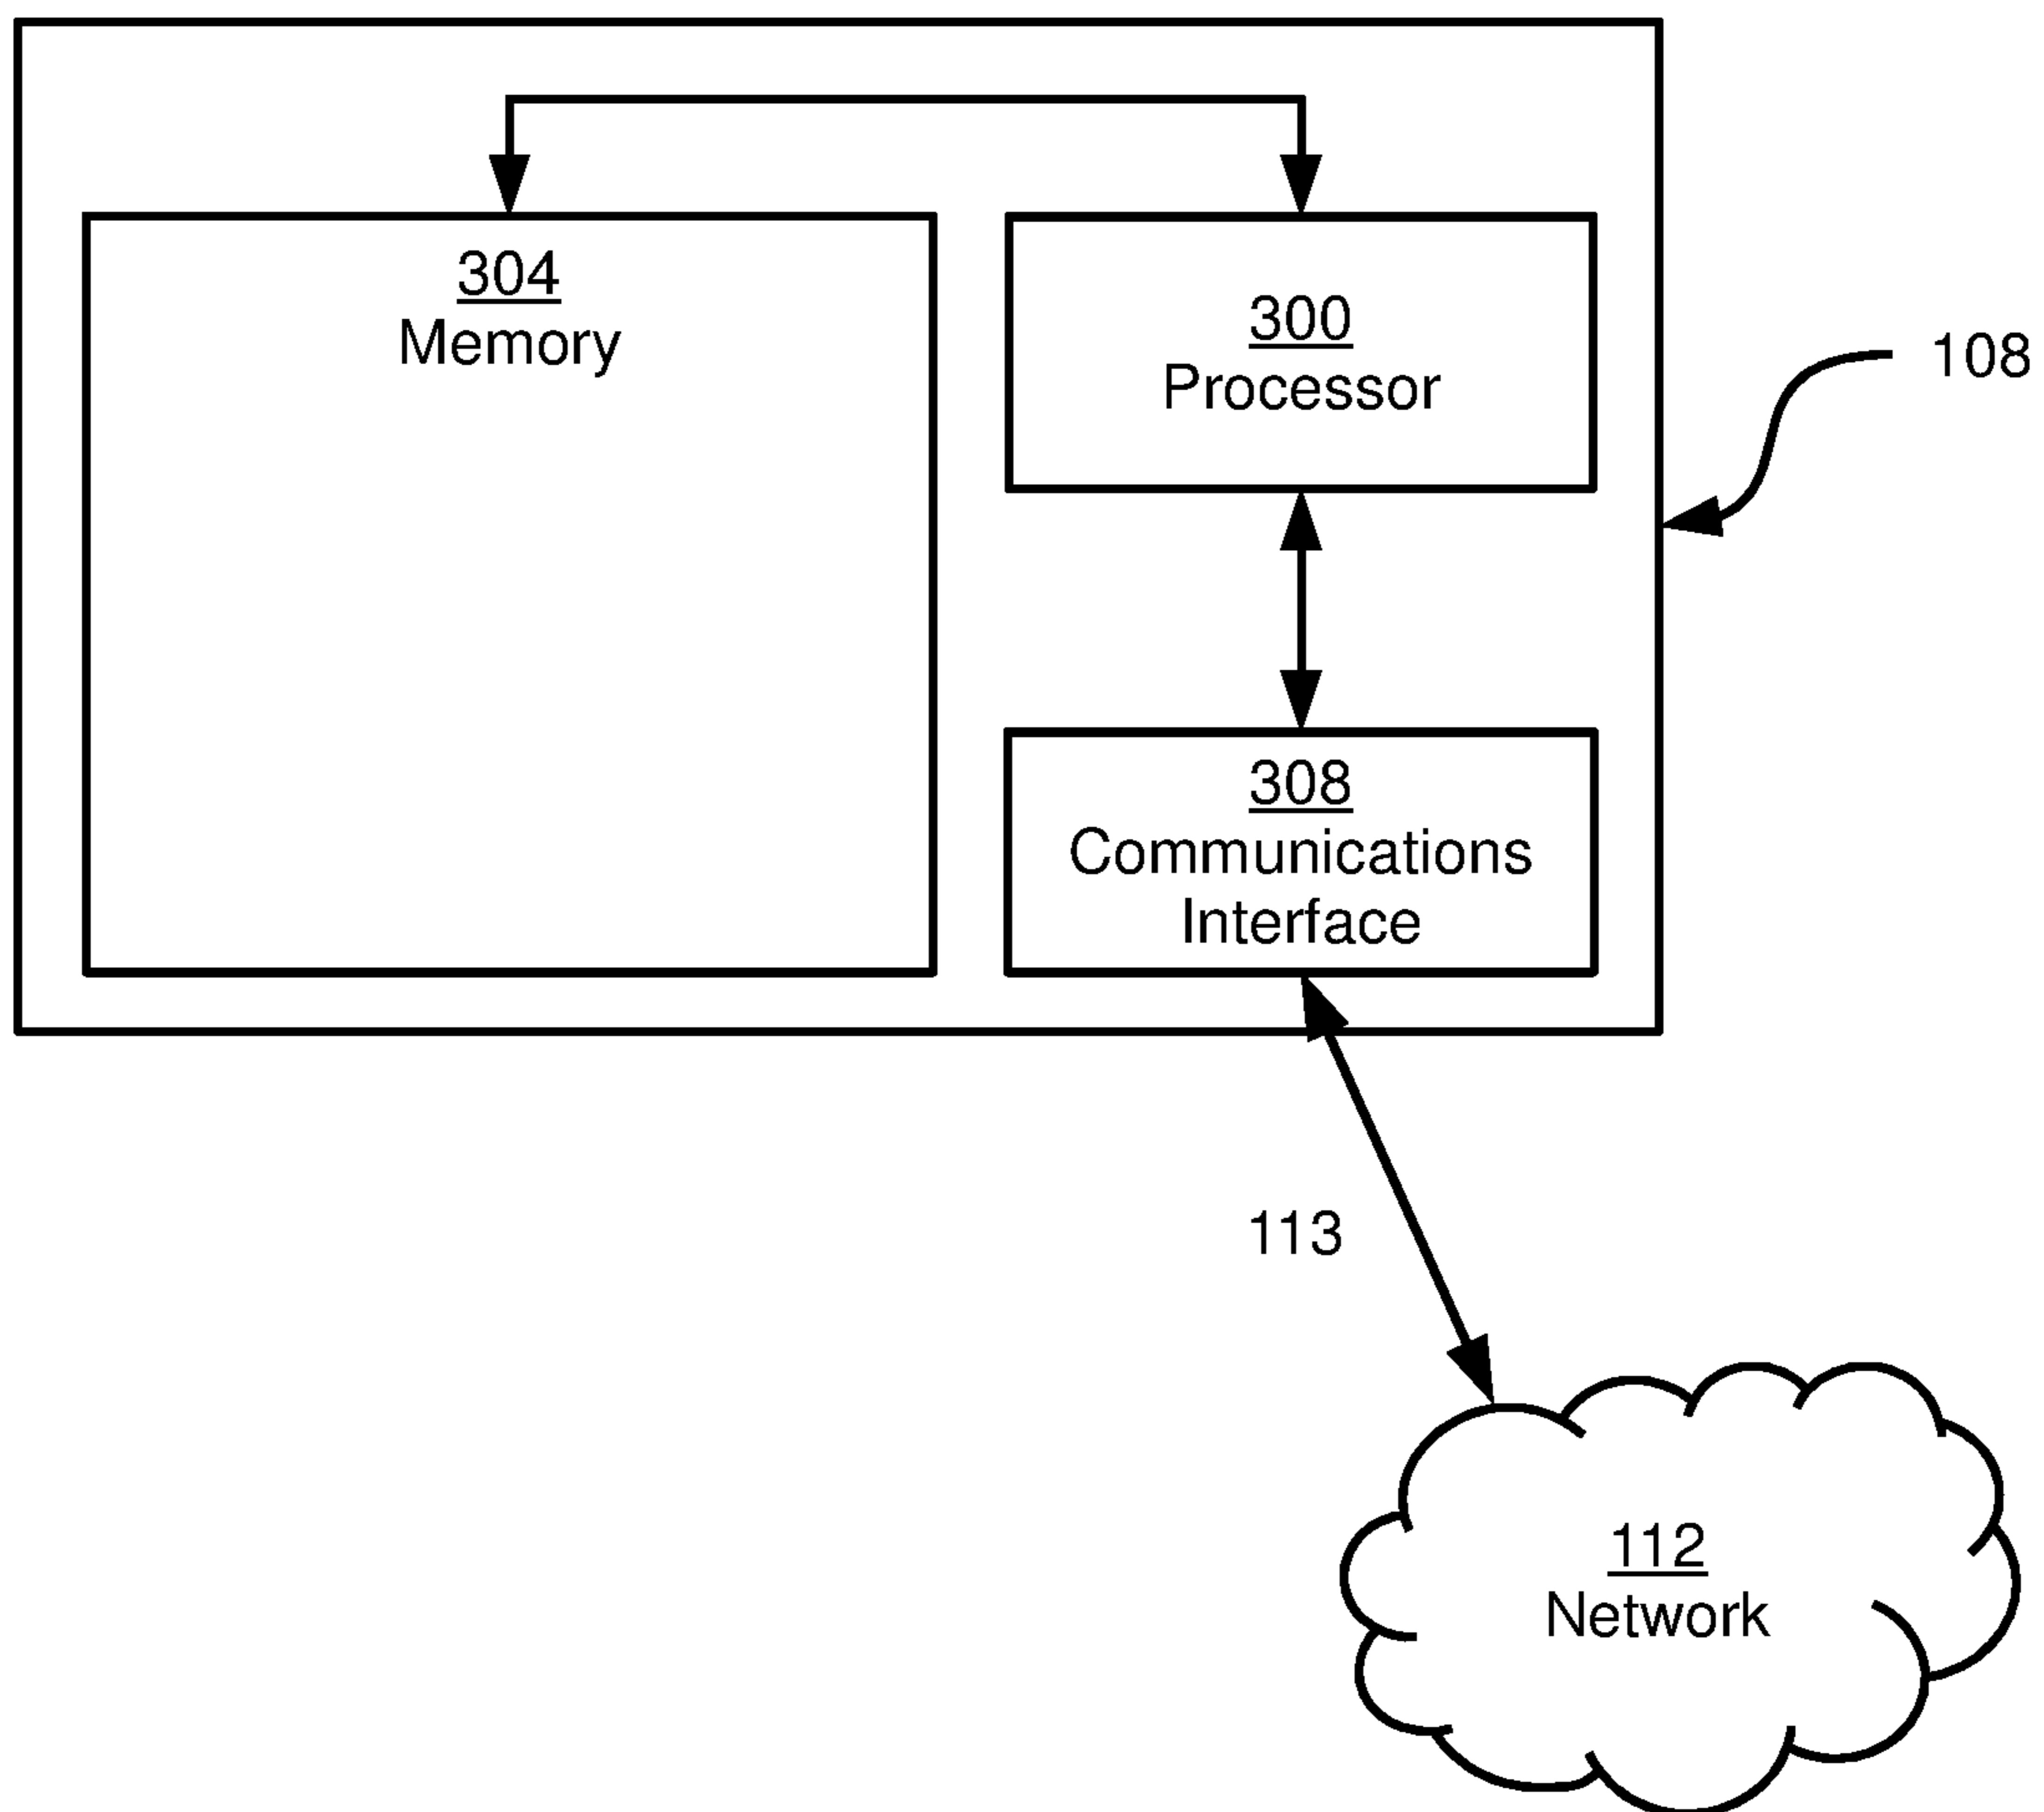 304
Memory
300
Processor
108
308
Communications
Interface
113
112
Network